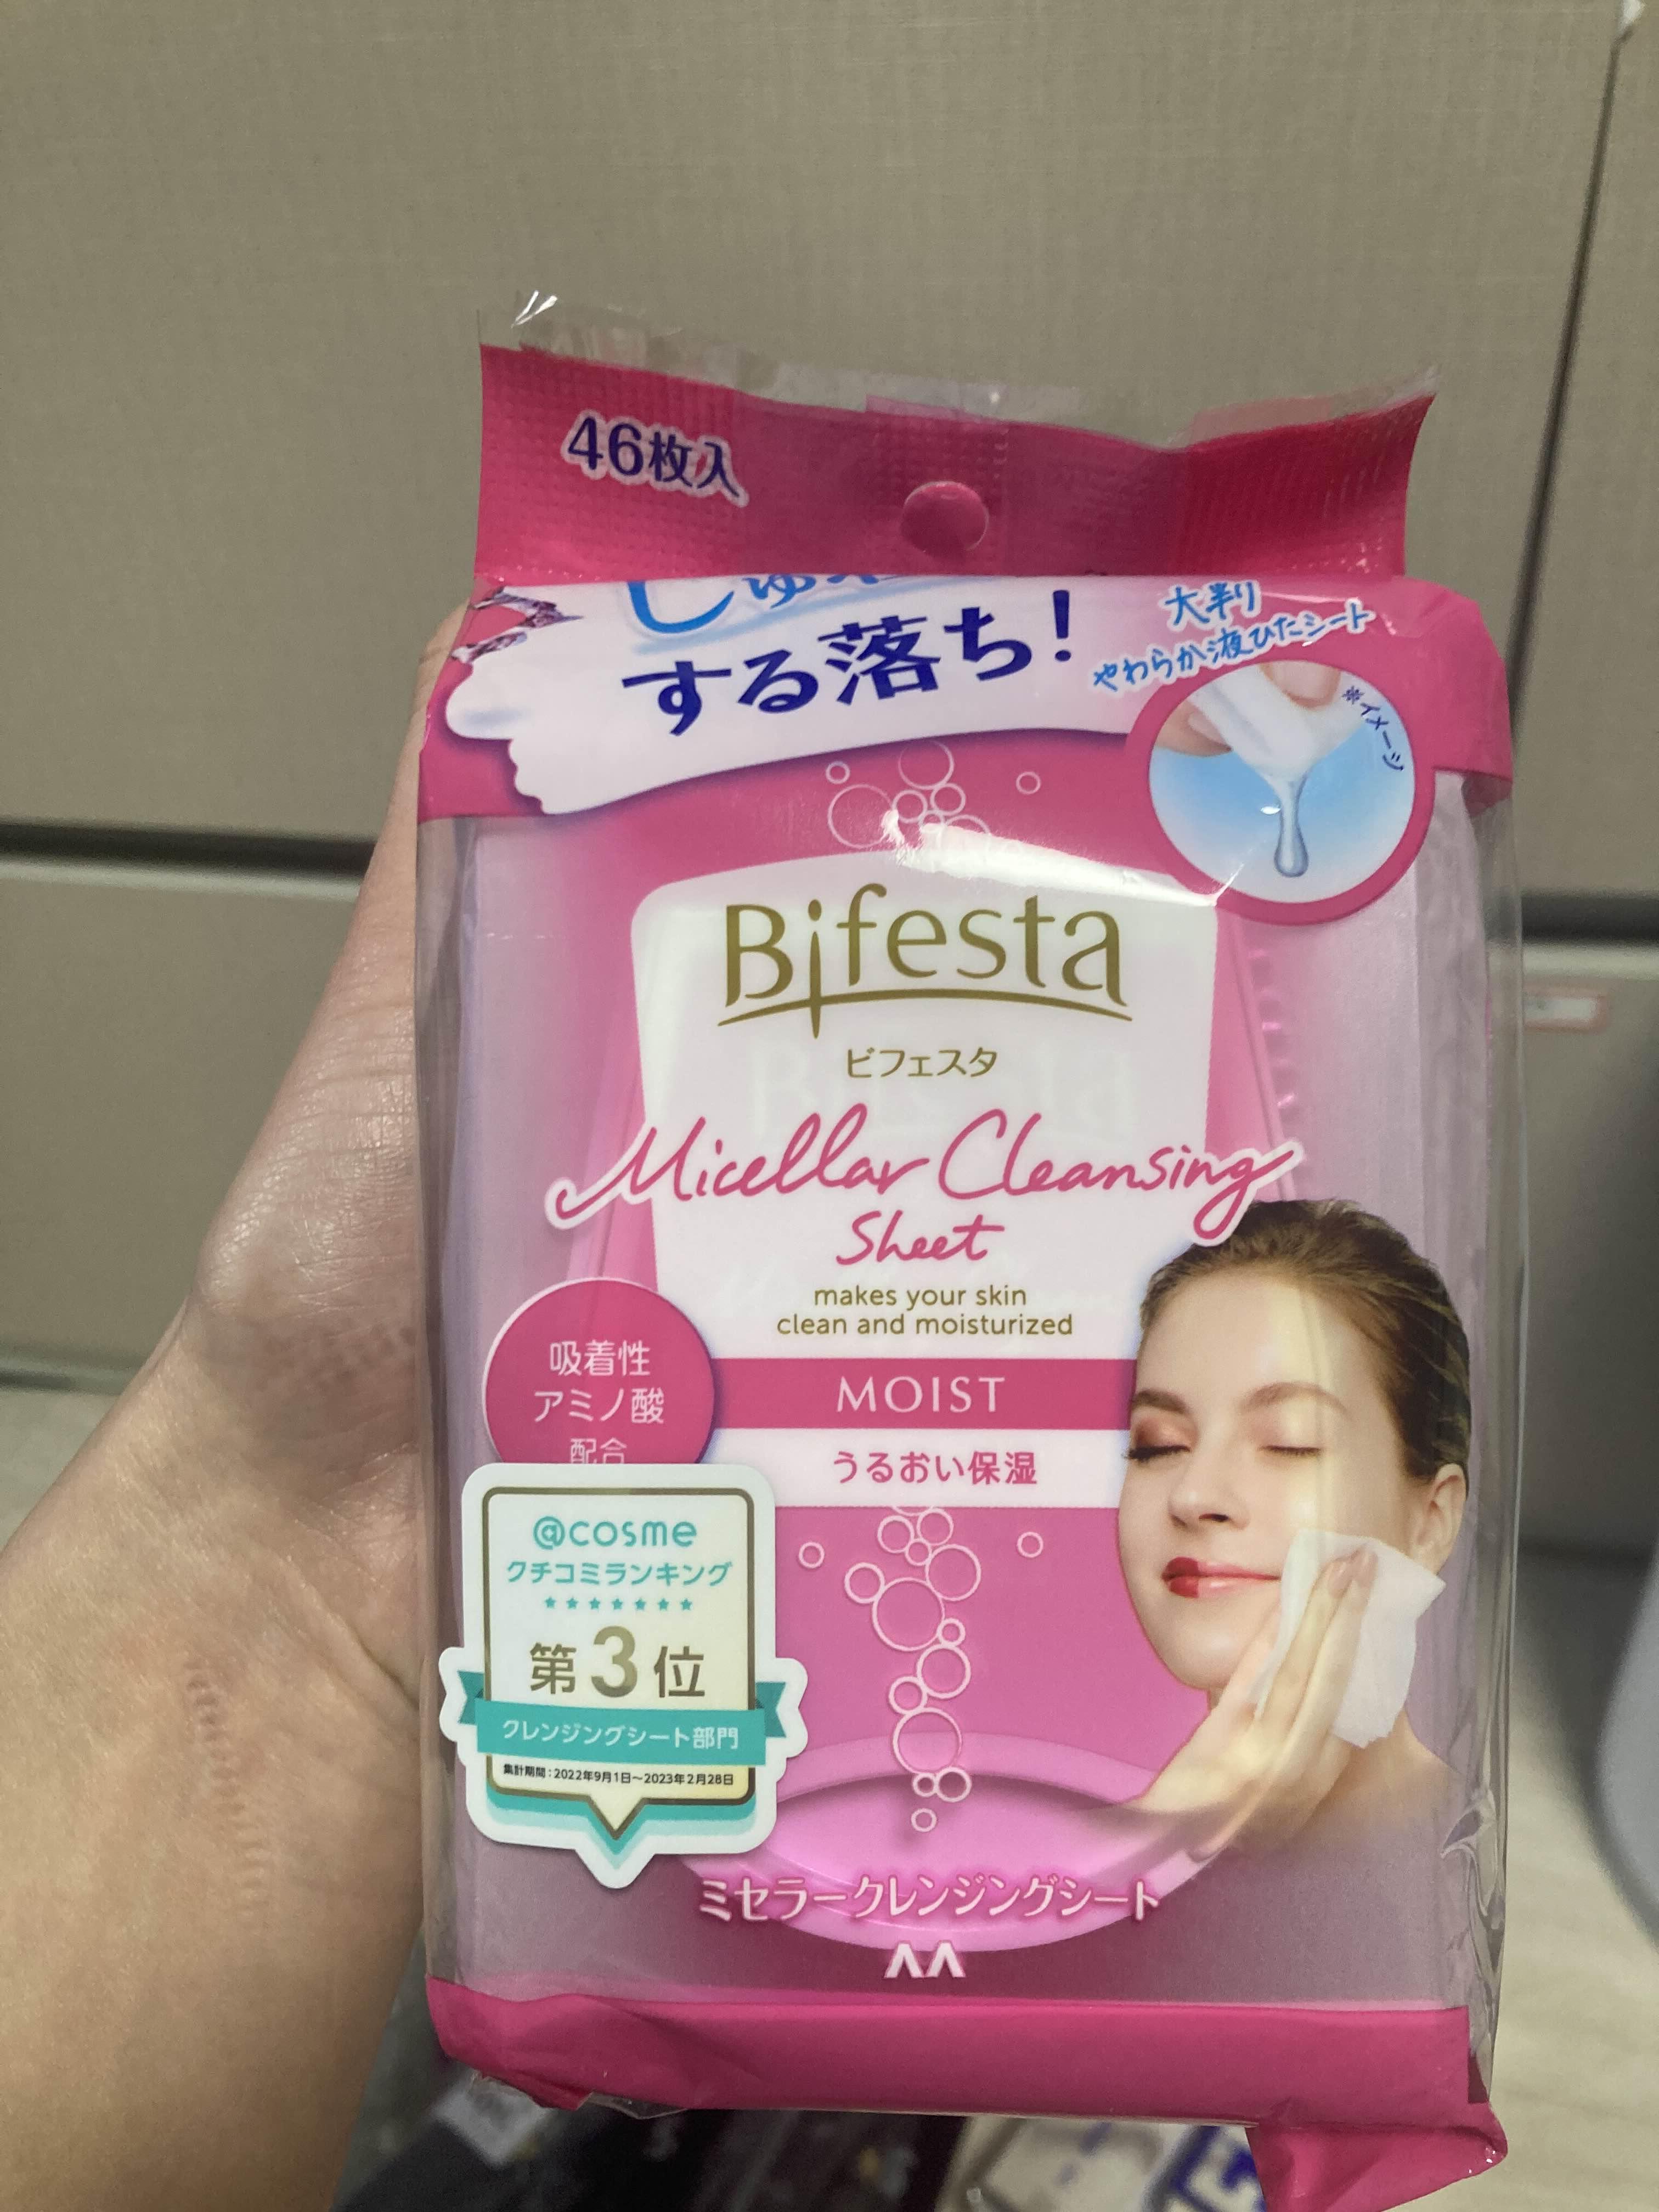 46枚入
する落ち!
大判
やわらか液ひたシート
※イメージ
Bifesta
ビフェスタ
Micellar Cleansing
Sheet
makes your skin
clean and moisturized
吸着性
アミノ酸
配合
MOIST
うるおい保湿
@cosme
クチコミランキング
★★★★★★★
第3位
クレンジングシート部門
集計期間:2022年9月1日~2023年2月28日
ミセラークレンジングシート